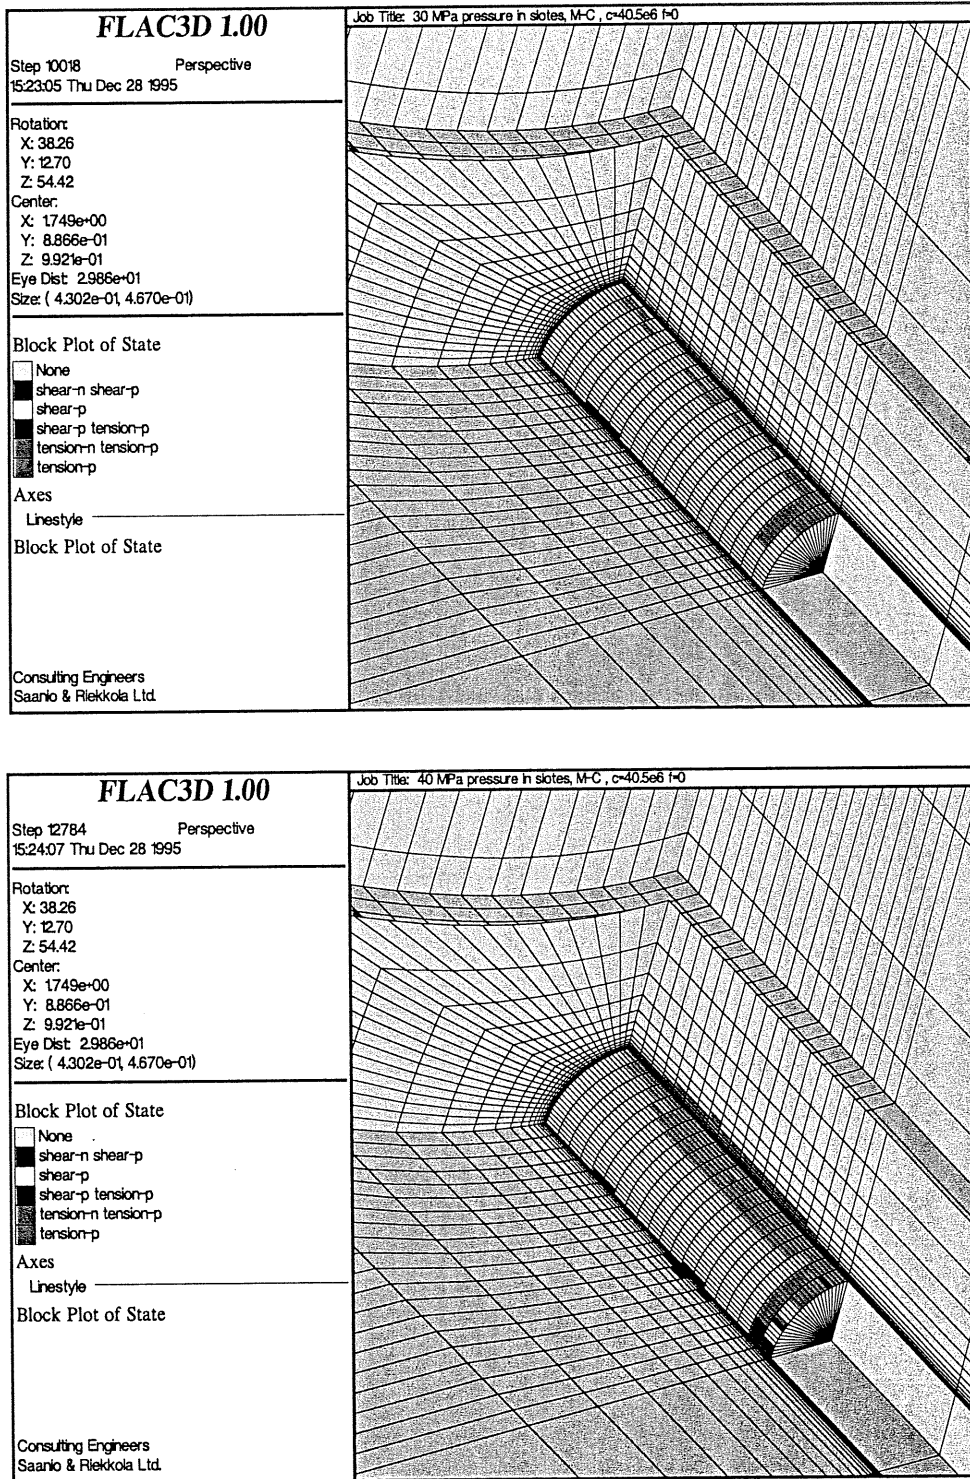 FLAC3D 1.00
Step 10018 Perspective
15:23:05 Thu Dec 28 1995
Rotation:
X: 38.26
Y: 12.70
Z: 54.42
Center:
X: 1.749e+00
Y: 8.866e-01
Z: 9.921e-01
Eye Dist: 2.986e+01
Size: ( 4.302e-01, 4.670e-01)
Block Plot of State
None
shear-n shear-p
shear-p
shear-p tension-p
tension-n tension-p
tension-p
Axes
Linestyle
Block Plot of State
Consulting Engineers
Saanio & Riekkola Ltd.
Job Title: 30 MPa pressure in slotes, M-C , c=40.5e6 f=0
FLAC3D 1.00
Step 12784 Perspective
15:24:07 Thu Dec 28 1995
Rotation:
X: 38.26
Y: 12.70
Z: 54.42
Center:
X: 1.749e+00
Y: 8.866e-01
Z: 9.921e-01
Eye Dist: 2.986e+01
Size: ( 4.302e-01, 4.670e-01)
Block Plot of State
None
shear-n shear-p
shear-p
shear-p tension-p
tension-n tension-p
tension-p
Axes
Linestyle
Block Plot of State
Consulting Engineers
Saanio & Riekkola Ltd.
Job Title: 40 MPa pressure in slotes, M-C , c=40.5e6 f=0